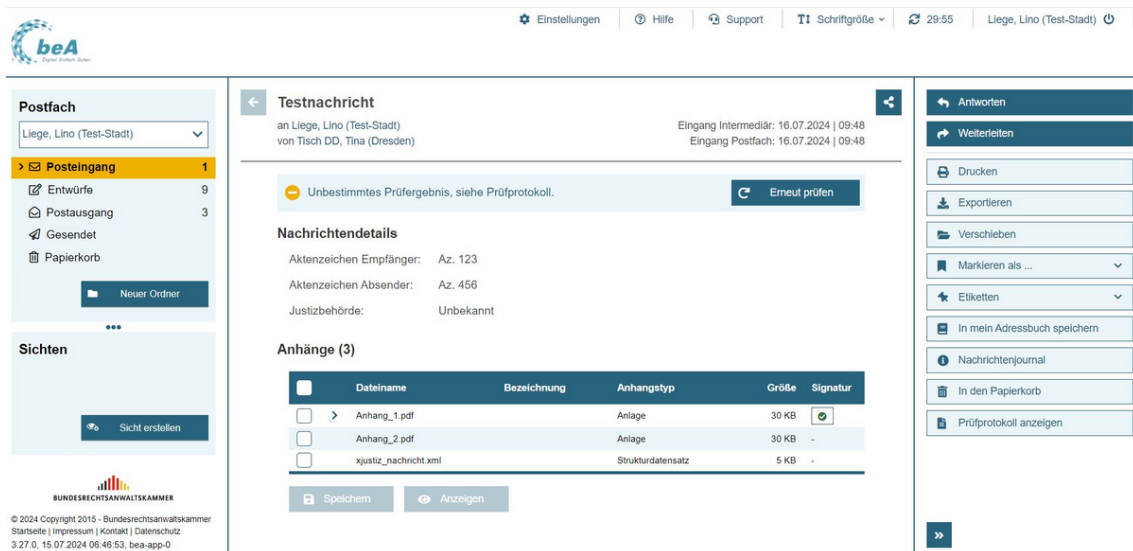 Einstellungen | Hilfe | Support | Schriftgröße | 29:55 | Liege, Lino (Test-Stadt)
beA
Digital. Einfach. Sicher.
Postfach
Liege, Lino (Test-Stadt)
Posteingang 1
Entwürfe 9
Postausgang 3
Gesendet
Papierkorb
Neuer Ordner
Sichten
Sicht erstellen
BUNDESRECHTSANWALTSKAMMER
© 2024 Copyright 2015 - Bundesrechtsanwaltskammer
Startseite | Impressum | Kontakt | Datenschutz
3.27.0, 15.07.2024 06:46:53, bea-app-0
Testnachricht
an Liege, Lino (Test-Stadt) Eingang Intermediär: 16.07.2024 | 09:48
von Tisch DD, Tina (Dresden) Eingang Postfach: 16.07.2024 | 09:48
Unbestimmtes Prüfergebnis, siehe Prüfprotokoll. Erneut prüfen
Nachrichtendetails
Aktenzeichen Empfänger: Az. 123
Aktenzeichen Absender: Az. 456
Justizbehörde: Unbekannt
Anhänge (3)
Dateiname Bezeichnung Anhangstyp Größe Signatur
Anhang_1.pdf Anlage 30 KB
Anhang_2.pdf Anlage 30 KB -
xjustiz_nachricht.xml Strukturdatensatz 5 KB -
Speichern Anzeigen
Antworten
Weiterleiten
Drucken
Exportieren
Verschieben
Markieren als ...
Etiketten
In mein Adressbuch speichern
Nachrichtenjournal
In den Papierkorb
Prüfprotokoll anzeigen